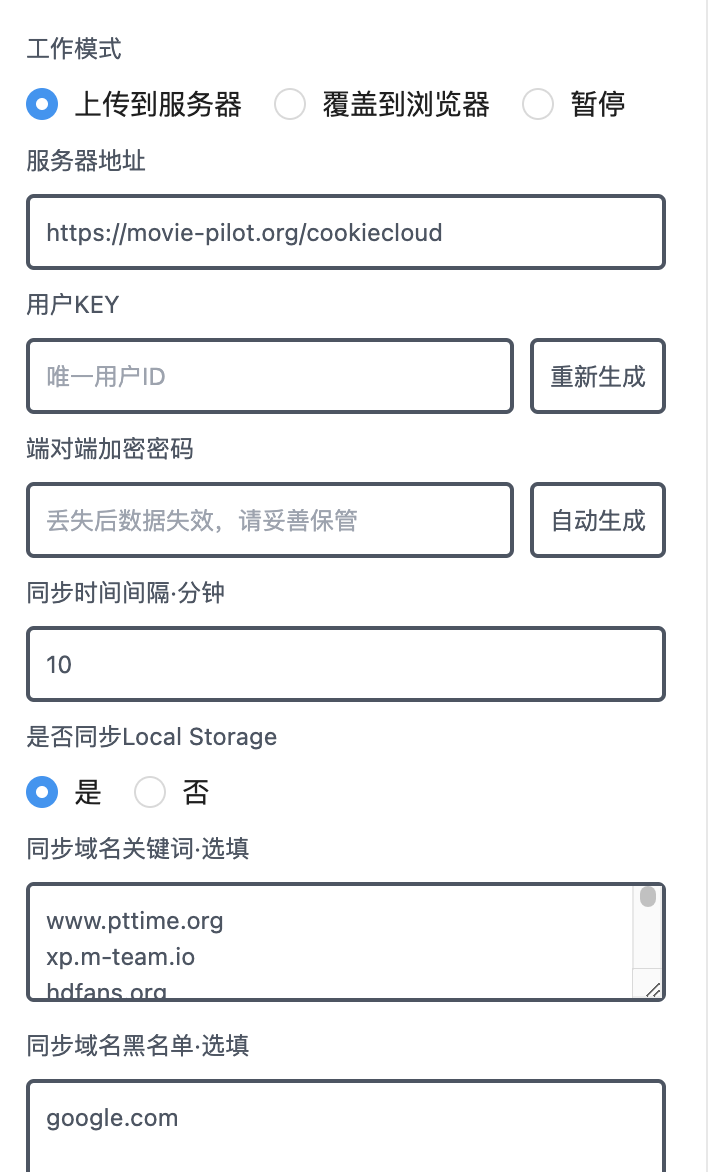 工作模式
上传到服务器 覆盖到浏览器 暂停
服务器地址
https://movie-pilot.org/cookiecloud
用户KEY
唯一用户ID 重新生成
端对端加密密码
丢失后数据失效，请妥善保管 自动生成
同步时间间隔·分钟
10
是否同步Local Storage
是 否
同步域名关键词·选填
www.pttime.org
xp.m-team.io
hdfans.org
同步域名黑名单·选填
google.com